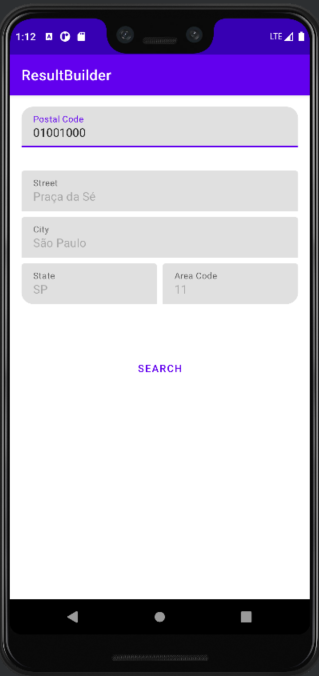 1:12
LTE
ResultBuilder
Postal Code
01001000
Street
Praça da Sé
City
São Paulo
State
SP
Area Code
11
SEARCH